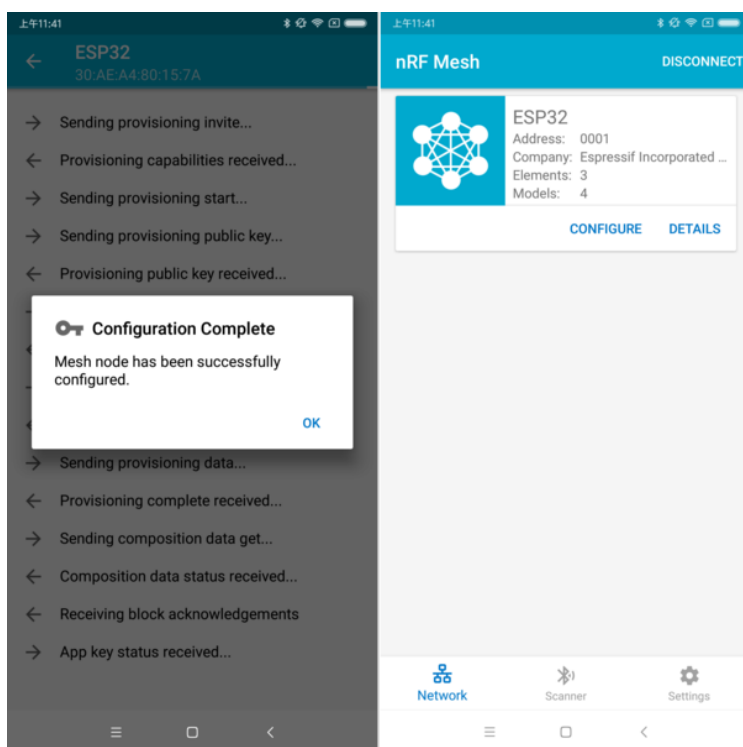 上午11:41
ESP32
30:AE:A4:80:15:7A
Sending provisioning invite...
Provisioning capabilities received...
Sending provisioning start...
Sending provisioning public key...
Provisioning public key received...
Configuration Complete
Mesh node has been successfully
configured.
OK
Sending provisioning data...
Provisioning complete received...
Sending composition data get...
Composition data status received...
Receiving block acknowledgements
App key status received...
上午11:41
nRF Mesh
DISCONNECT
ESP32
Address: 0001
Company: Espressif Incorporated ...
Elements: 3
Models: 4
CONFIGURE
DETAILS
Network
Scanner
Settings